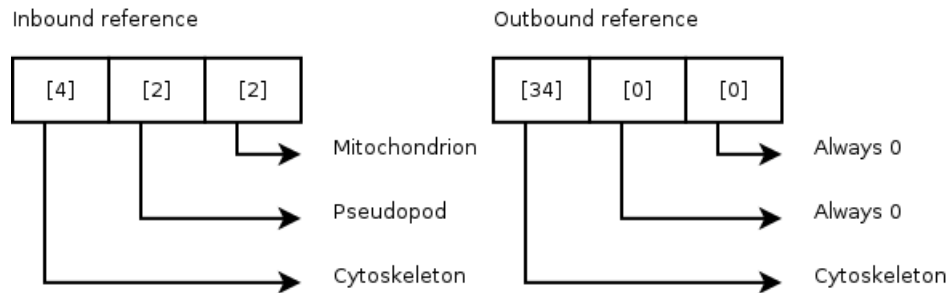 Inbound reference
Outbound reference
[4] [2] [2]
[34] [0] [0]
Mitochondrion
Always 0
Pseudopod
Always 0
Cytoskeleton
Cytoskeleton